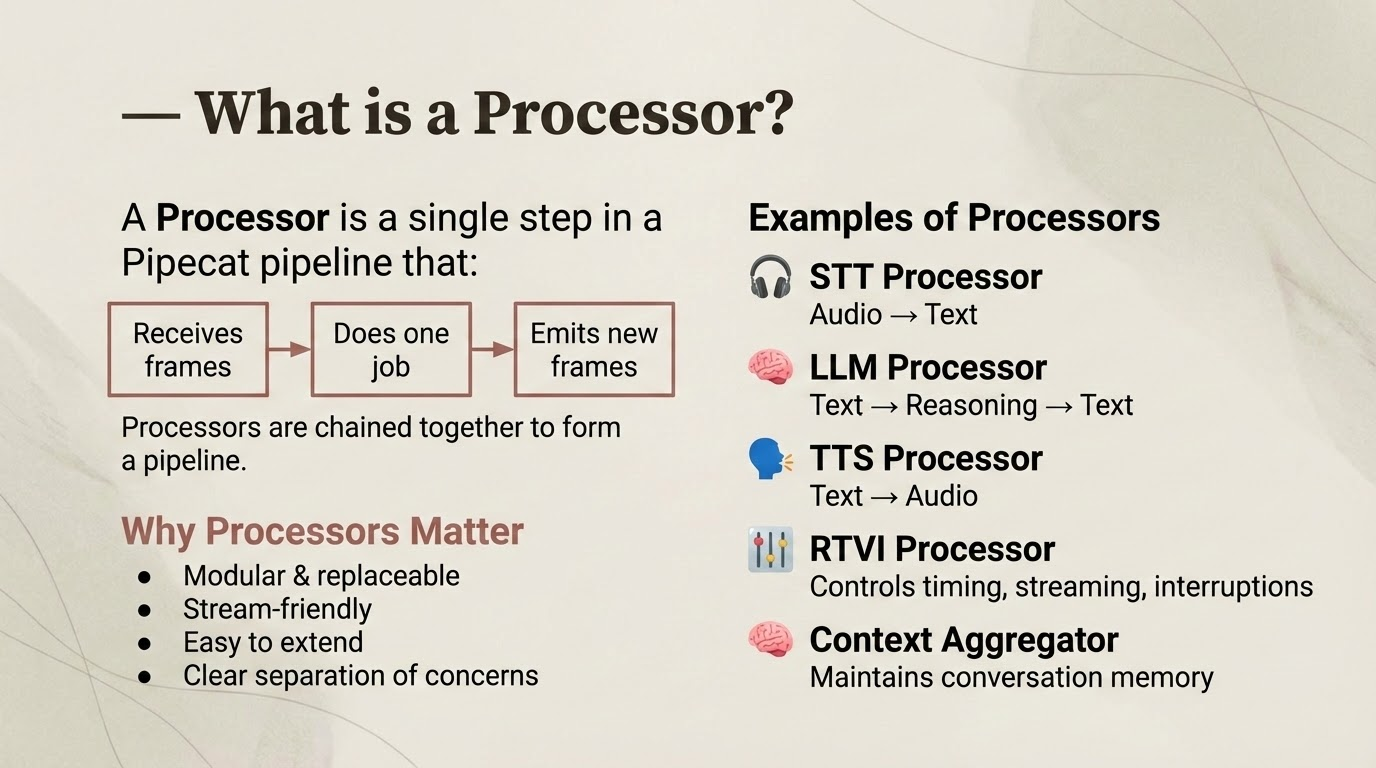 — What is a Processor?
A Processor is a single step in a
Pipecat pipeline that:
Receives
frames
Does one
job
Emits new
frames
Processors are chained together to form
a pipeline.
Why Processors Matter
● Modular & replaceable
● Stream-friendly
● Easy to extend
● Clear separation of concerns
Examples of Processors
STT Processor
Audio → Text
LLM Processor
Text → Reasoning → Text
TTS Processor
Text → Audio
RTVI Processor
Controls timing, streaming, interruptions
Context Aggregator
Maintains conversation memory